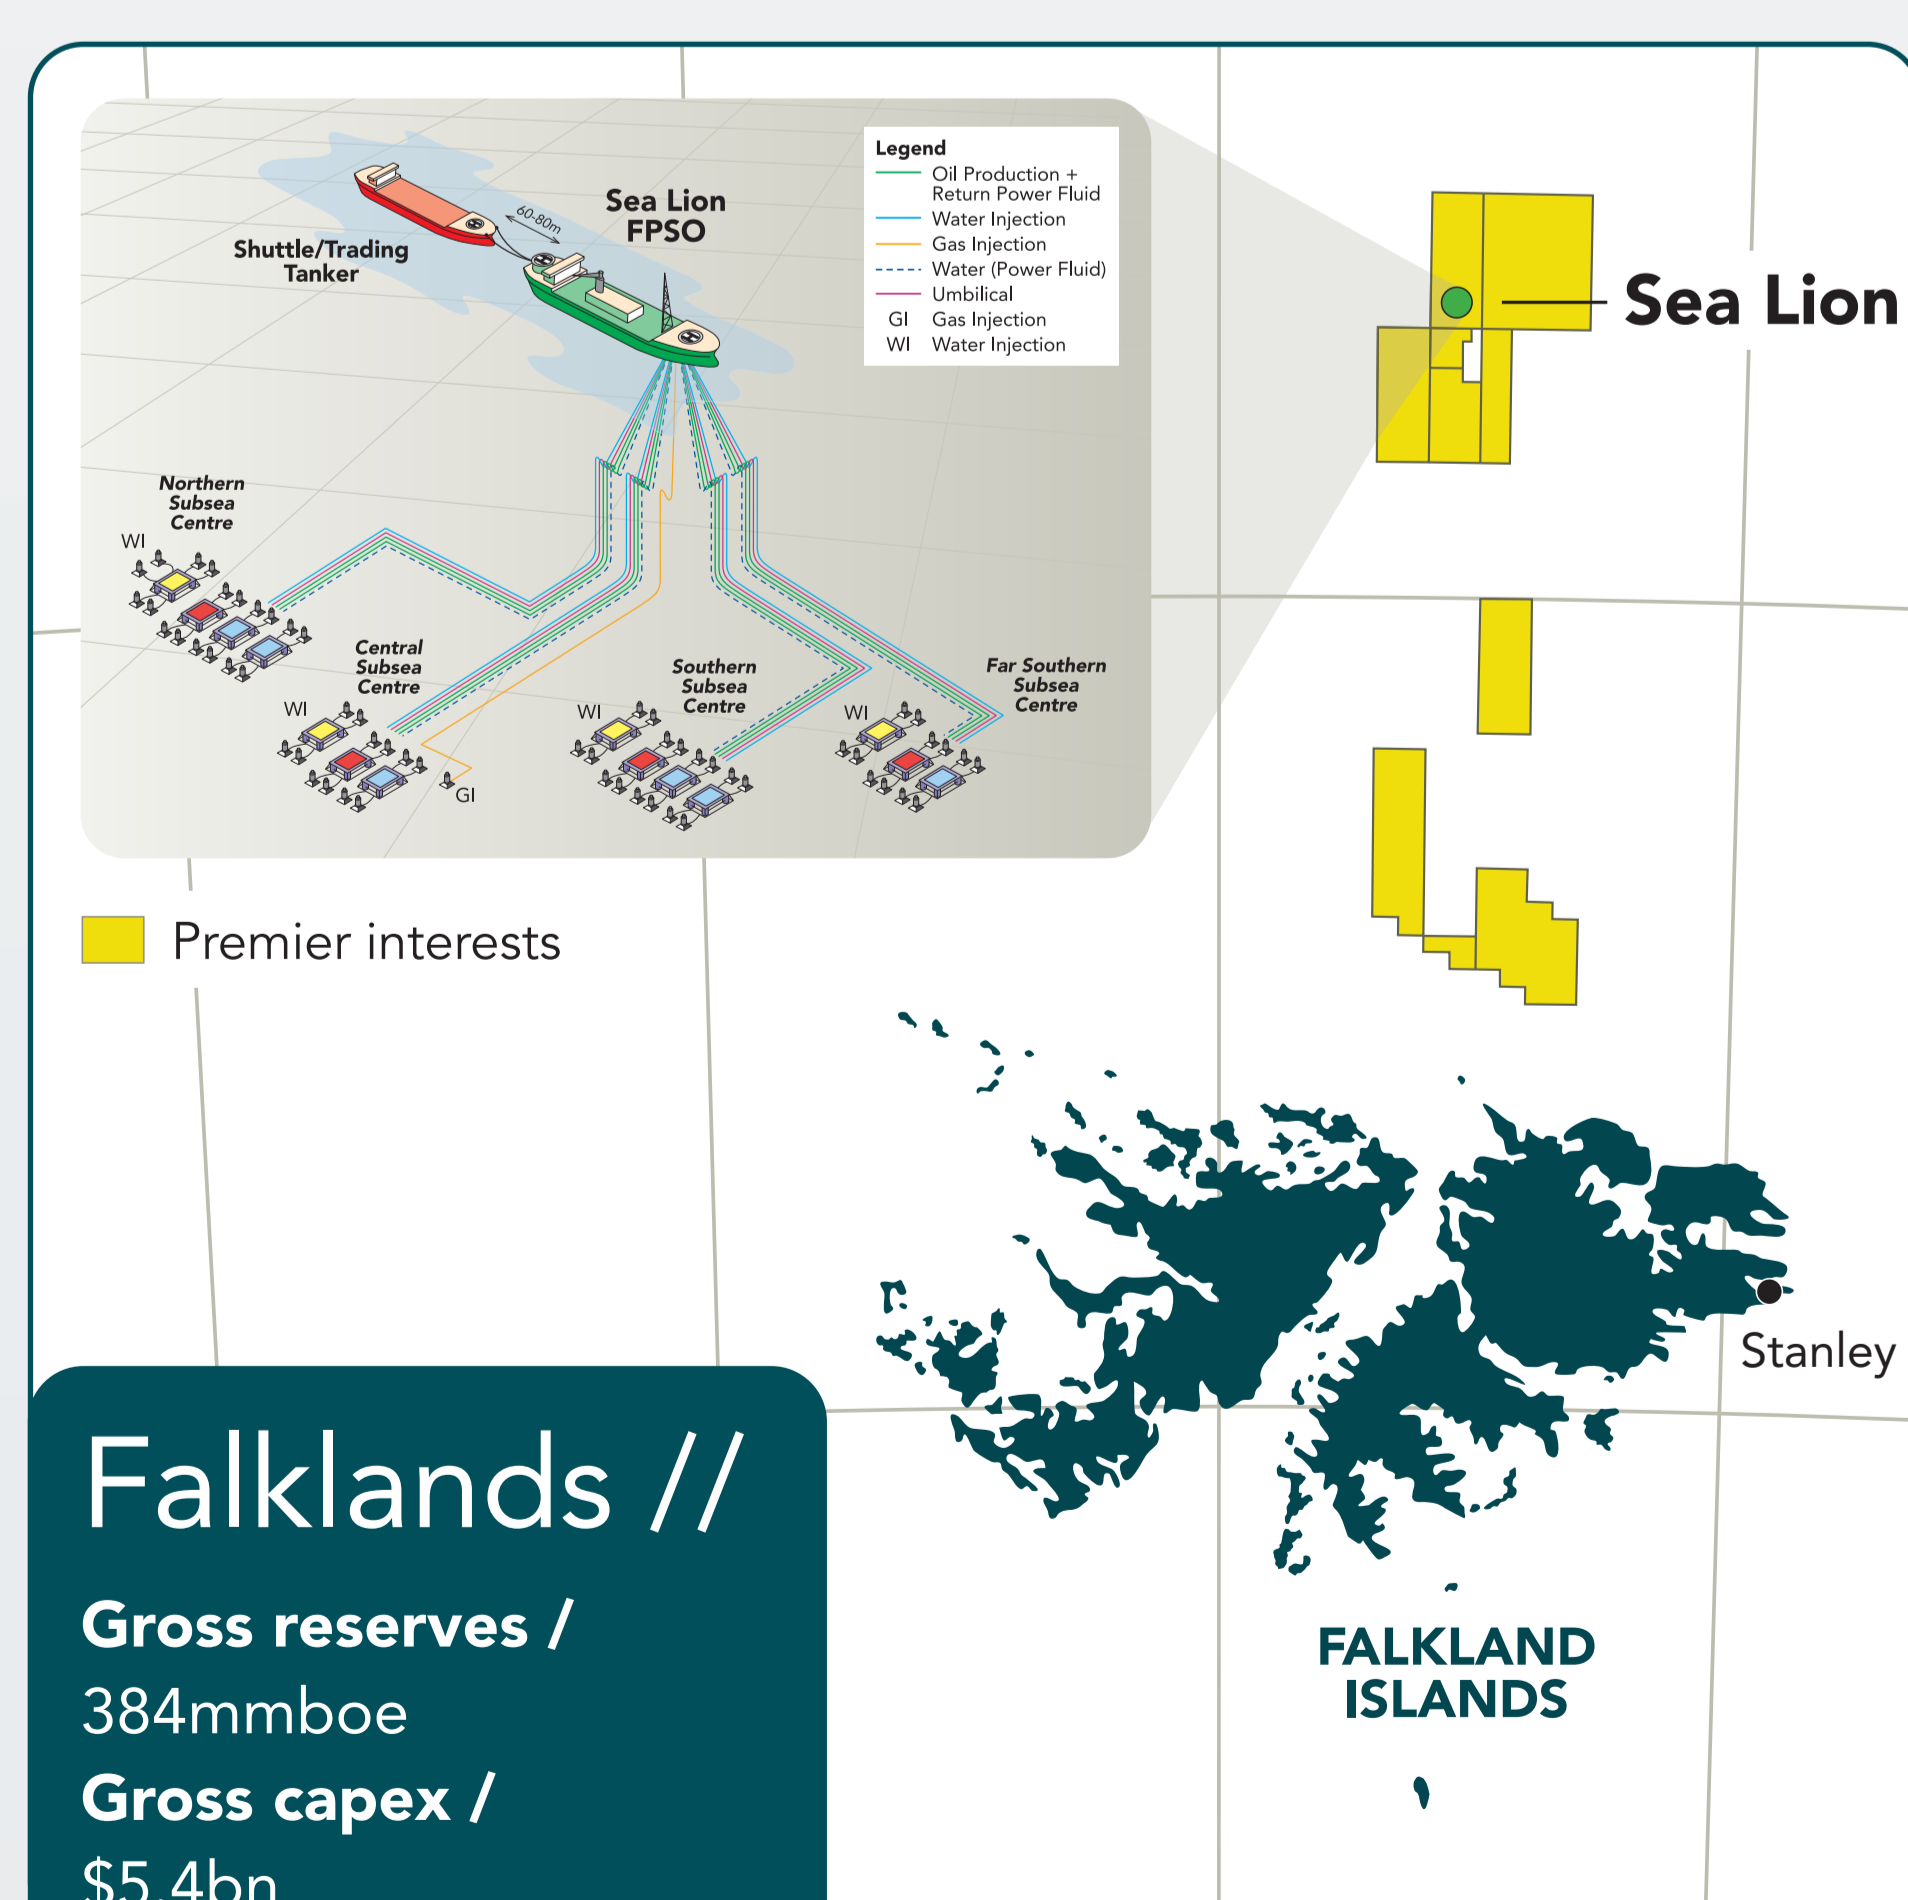 Legend
Oil Production +
Return Power Fluid
Water Injection
Gas Injection
Water (Power Fluid)
Umbilical
GI Gas Injection
WI Water Injection
Sea Lion
FPSO
60-80m
Shuttle/Trading
Tanker
Sea Lion
Northern
Subsea
Centre
WI
Central
Subsea
Centre
WI
GI
Southern
Subsea
Centre
WI
Far Southern
Subsea
Centre
WI
Premier interests
Stanley
FALKLAND
ISLANDS
Falklands //
Gross reserves /
384mmboe
Gross capex /
$5.4bn